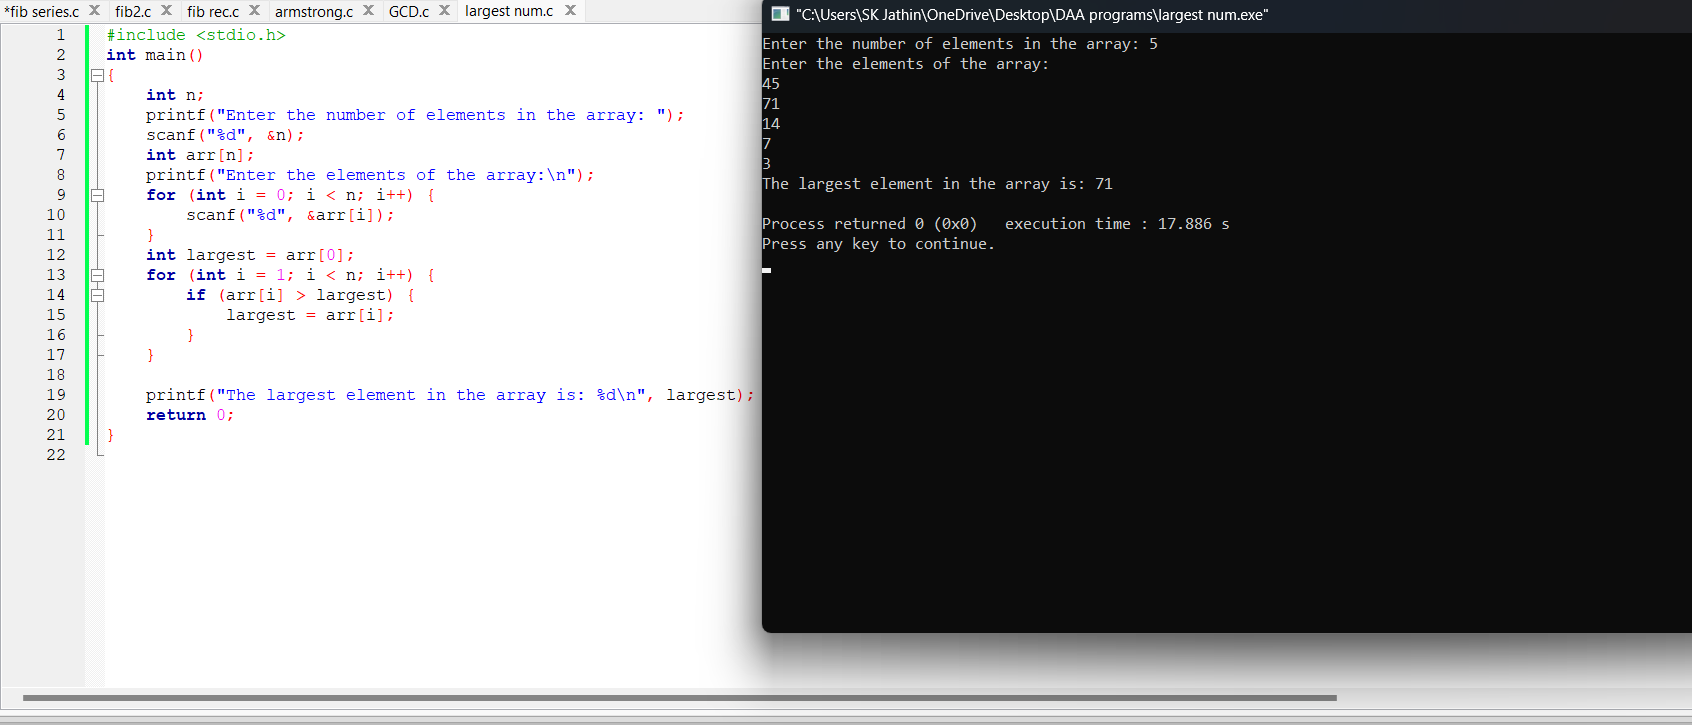 *fib series.c X fib2.c X fib rec.c X armstrong.c X GCD.c X largest num.c X
1 #include <stdio.h>
2 int main()
3 {
4 int n;
5 printf("Enter the number of elements in the array: ");
6 scanf("%d", &n);
7 int arr[n];
8 printf("Enter the elements of the array:\n");
9 for (int i = 0; i < n; i++) {
10 scanf("%d", &arr[i]);
11 }
12 int largest = arr[0];
13 for (int i = 1; i < n; i++) {
14 if (arr[i] > largest) {
15 largest = arr[i];
16 }
17 }
18
19 printf("The largest element in the array is: %d\n", largest);
20 return 0;
21 }
22
"C:\Users\SK Jathin\OneDrive\Desktop\DAA programs\largest num.exe"
Enter the number of elements in the array: 5
Enter the elements of the array:
45
71
14
7
3
The largest element in the array is: 71
Process returned 0 (0x0) execution time : 17.886 s
Press any key to continue.